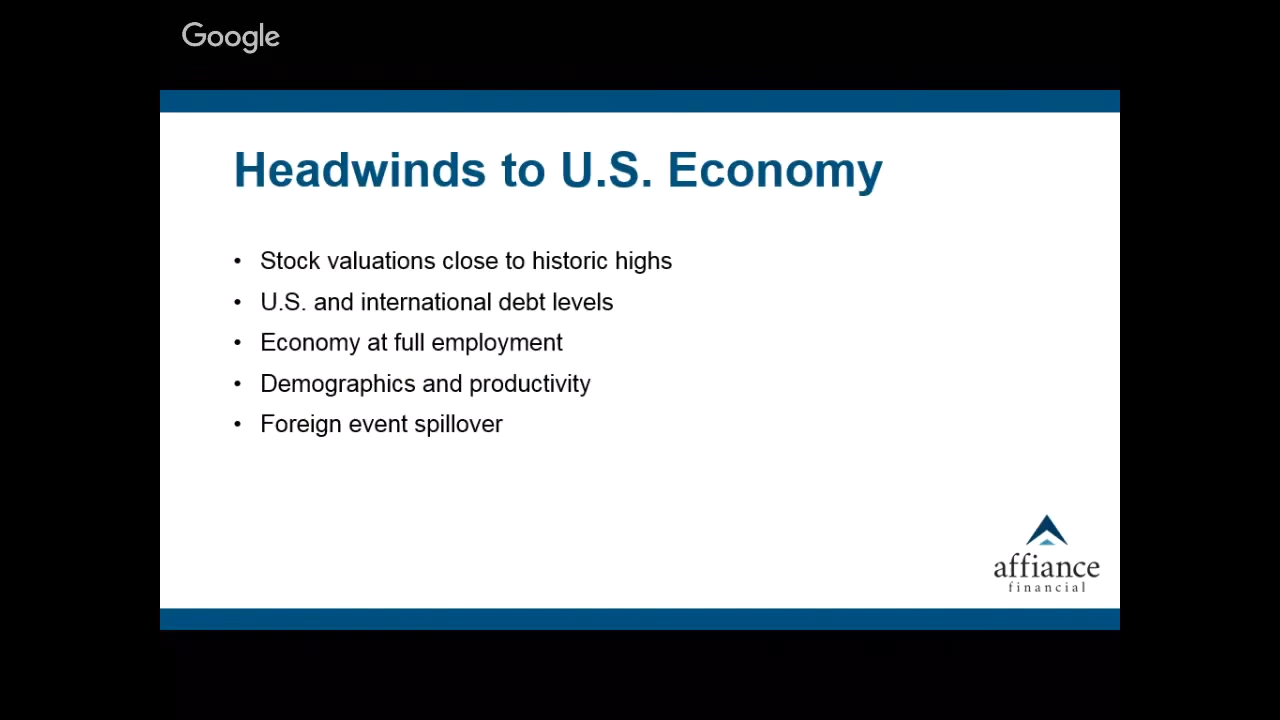 Google
Headwinds to U.S. Economy
• Stock valuations close to historic highs
• U.S. and international debt levels
• Economy at full employment
• Demographics and productivity
• Foreign event spillover
affiance
financial